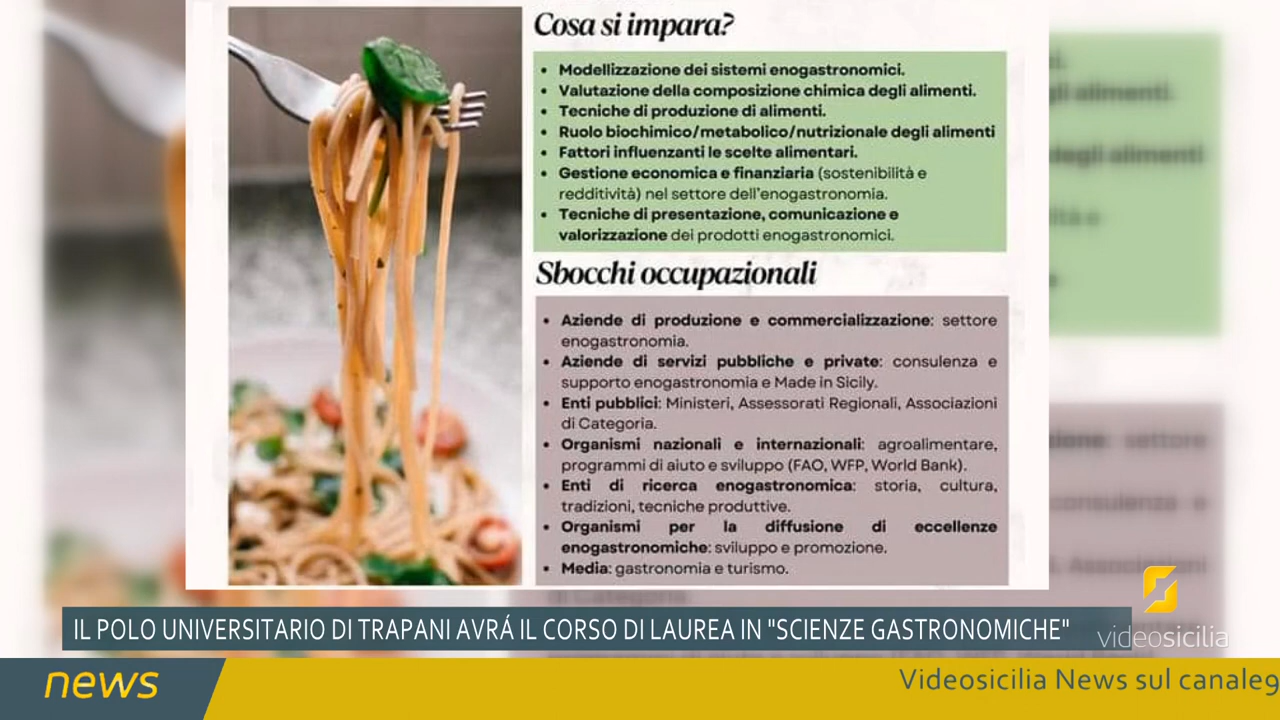 Cosa si impara?
• Modellizzazione dei sistemi enogastronomici.
• Valutazione della composizione chimica degli alimenti.
• Tecniche di produzione di alimenti.
• Ruolo biochimico/metabolico/nutrizionale degli alimenti
• Fattori influenzanti le scelte alimentari.
• Gestione economica e finanziaria (sostenibilità e
redditività) nel settore dell'enogastronomia.
• Tecniche di presentazione, comunicazione e
valorizzazione dei prodotti enogastronomici.
Sbocchi occupazionali
• Aziende di produzione e commercializzazione: settore
enogastronomia.
• Aziende di servizi pubbliche e private: consulenza e
supporto enogastronomia e Made in Sicily.
• Enti pubblici: Ministeri, Assessorati Regionali, Associazioni
di Categoria.
• Organismi nazionali e internazionali: agroalimentare,
programmi di aiuto e sviluppo (FAO, WFP, World Bank).
• Enti di ricerca enogastronomica: storia, cultura,
tradizioni, tecniche produttive.
• Organismi per la diffusione di eccellenze
enogastronomiche: sviluppo e promozione.
• Media: gastronomia e turismo.
IL POLO UNIVERSITARIO DI TRAPANI AVRÁ IL CORSO DI LAUREA IN "SCIENZE GASTRONOMICHE"
videosicilia
news
Videosicilia News sul canale9